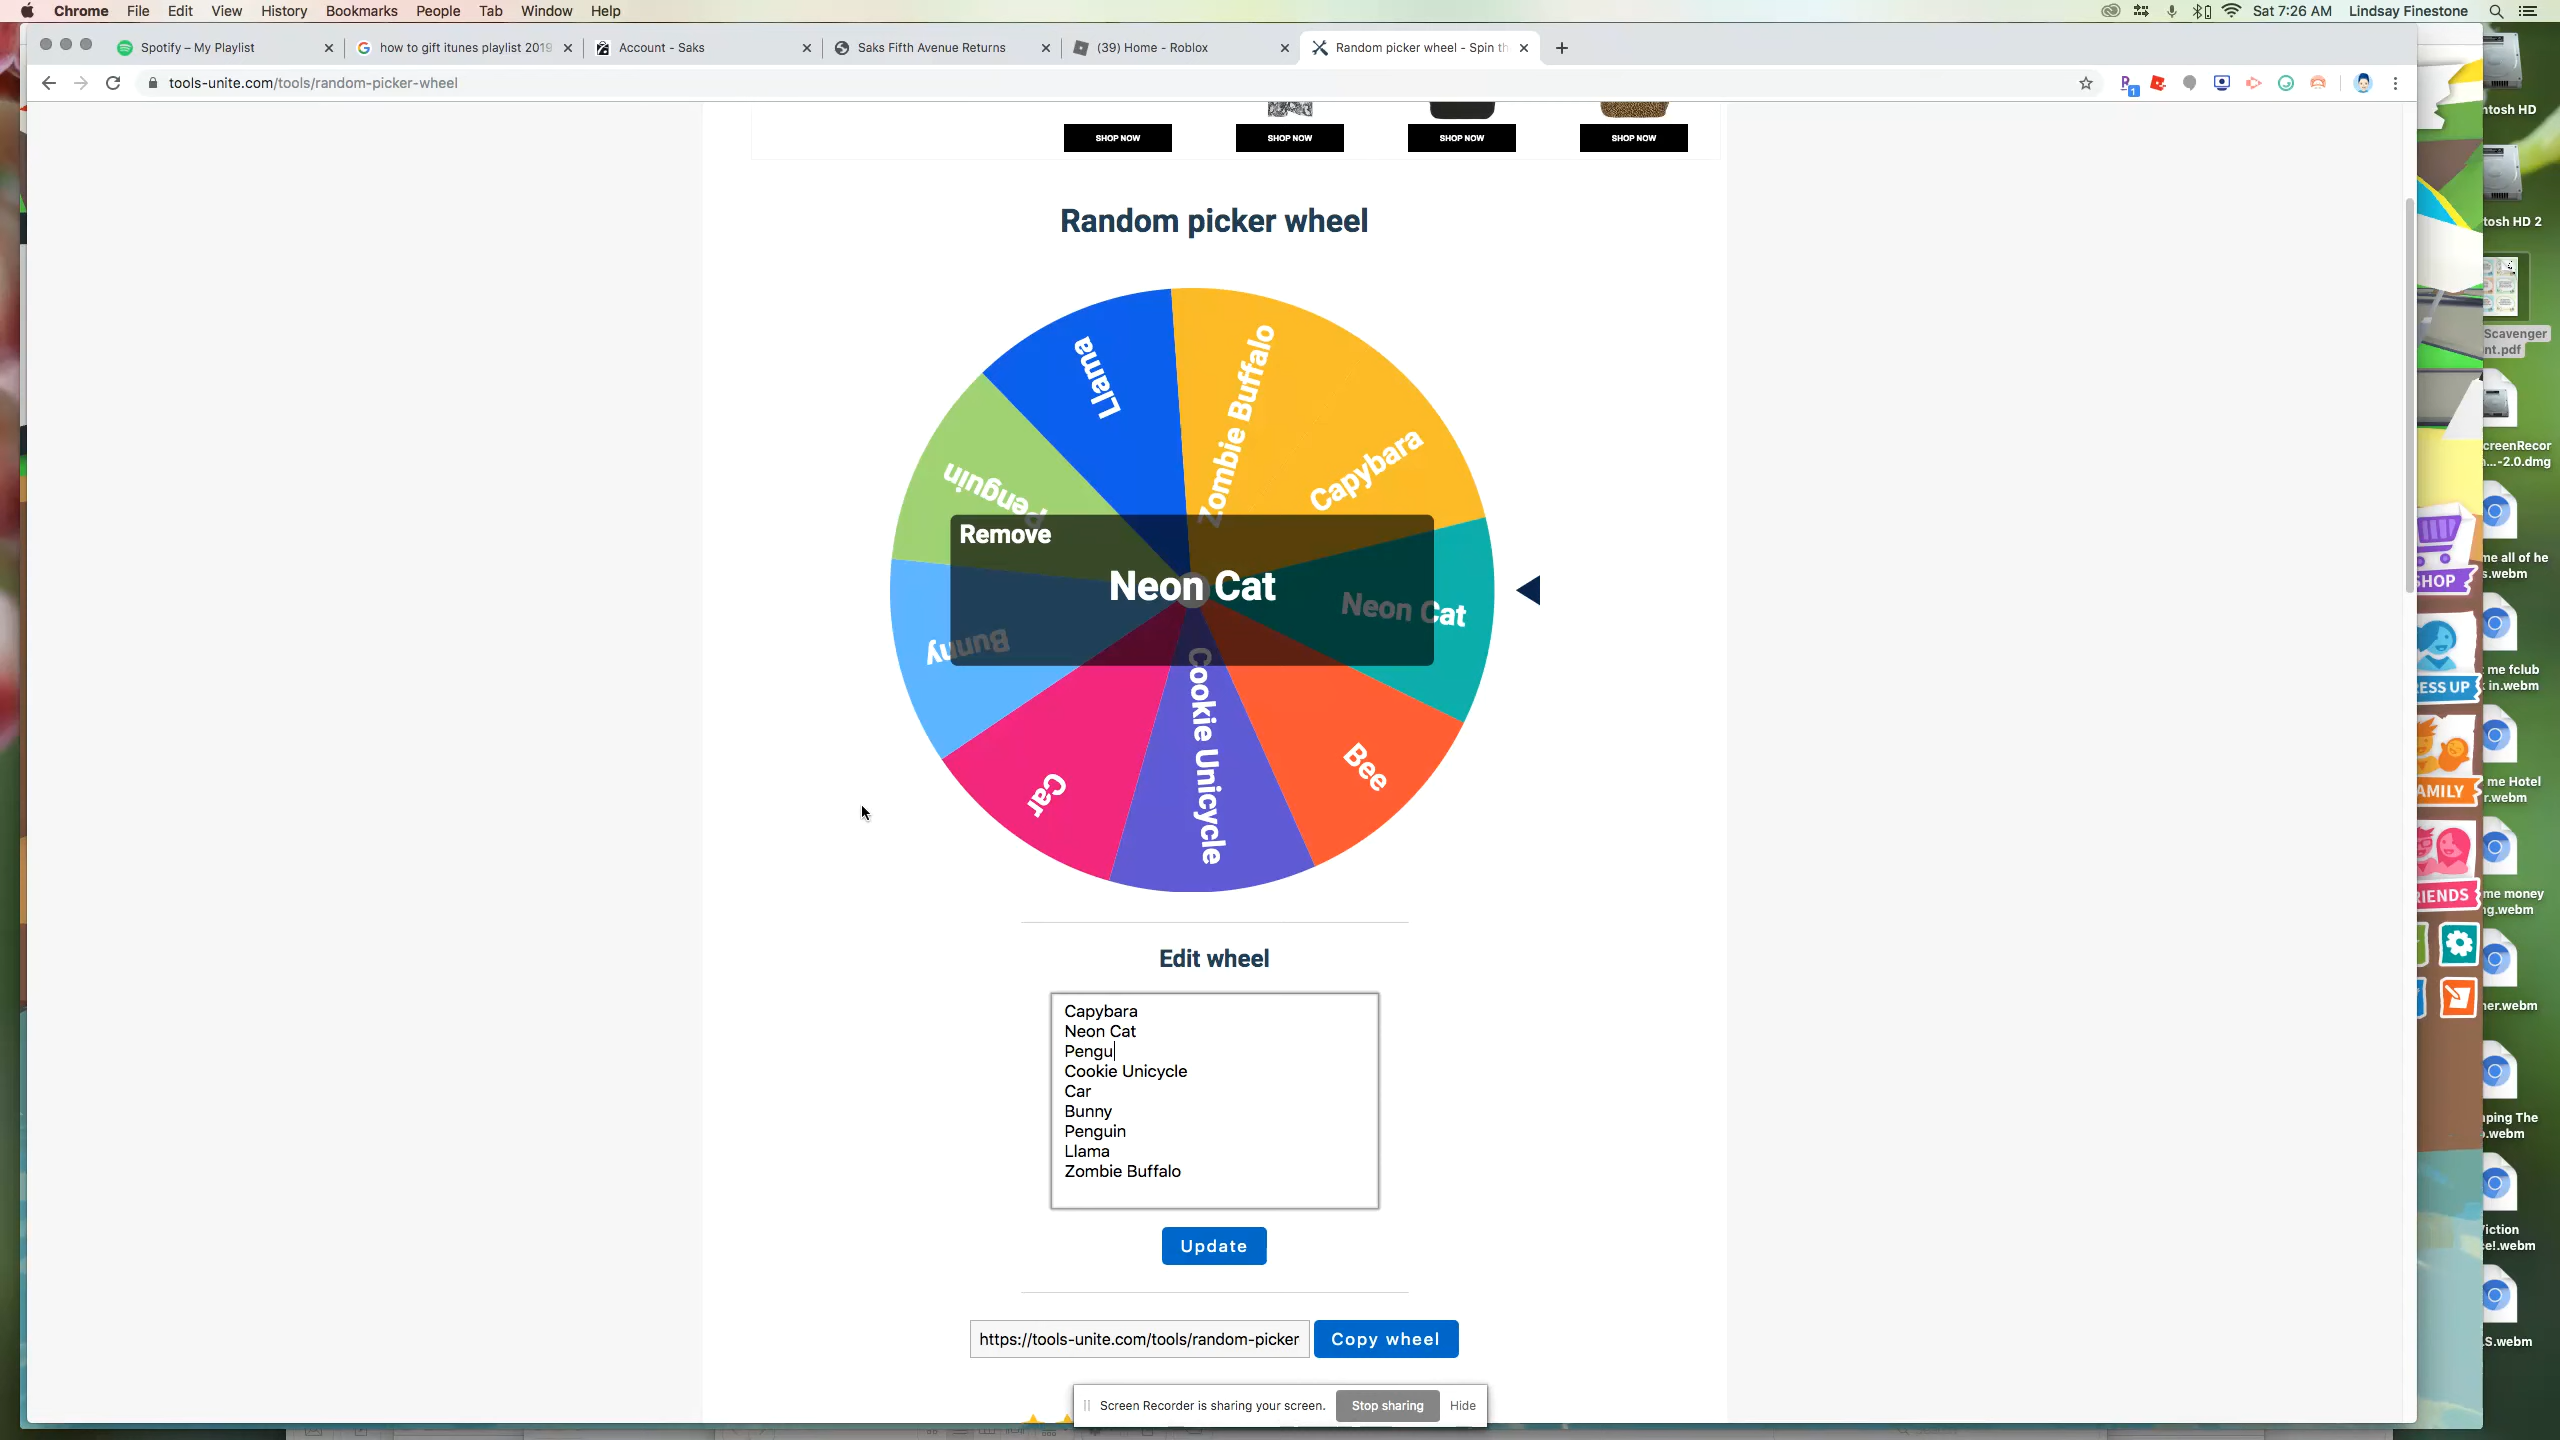 Chrome File Edit View History Bookmarks People Tab Window Help
Sat 7:26 AM Lindsay Finestone
Spotify – My Playlist
how to gift itunes playlist 2019
Account - Saks
Saks Fifth Avenue Returns
(39) Home - Roblox
Random picker wheel - Spin th
tools-unite.com/tools/random-picker-wheel
SHOP NOW SHOP NOW SHOP NOW SHOP NOW
Random picker wheel
Llama
Zombie Buffalo
Capybara
Penguin
Remove
Neon Cat
Neon Cat
Bunny
Car
Cookie Unicycle
Bee
Edit wheel
Capybara
Neon Cat
Pengu
Cookie Unicycle
Car
Bunny
Penguin
Llama
Zombie Buffalo
Update
https://tools-unite.com/tools/random-picker
Copy wheel
Screen Recorder is sharing your screen.
Stop sharing
Hide
ntosh HD
tosh HD 2
Scavenger
nt.pdf
creenRecor
...-2.0.dmg
SHOP
me all of he
s.webm
me fclub
in.webm
ESS UP
me Hotel
r.webm
AMILY
me money
ng.webm
RIENDS
ner.webm
ping The
.webm
iction
ce!.webm
S.webm